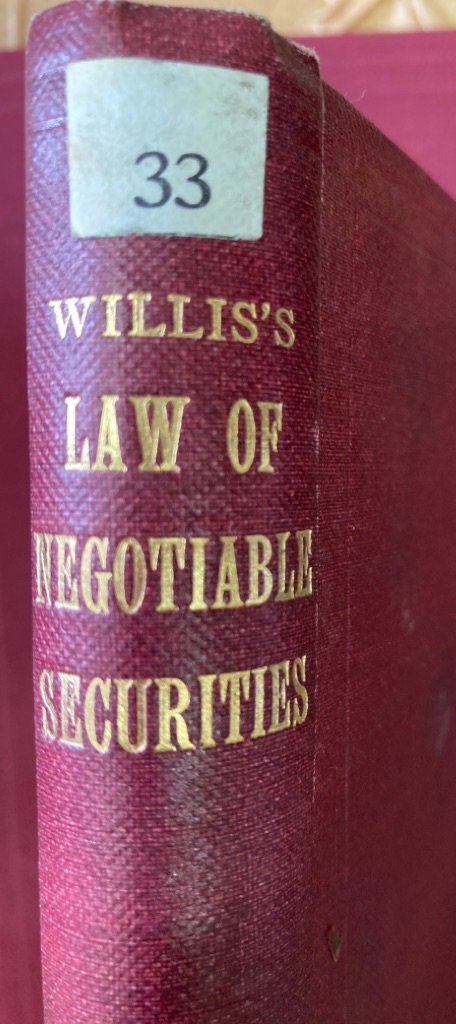 33
WILLIS'S
LAW OF
NEGOTIABLE
SECURITIES